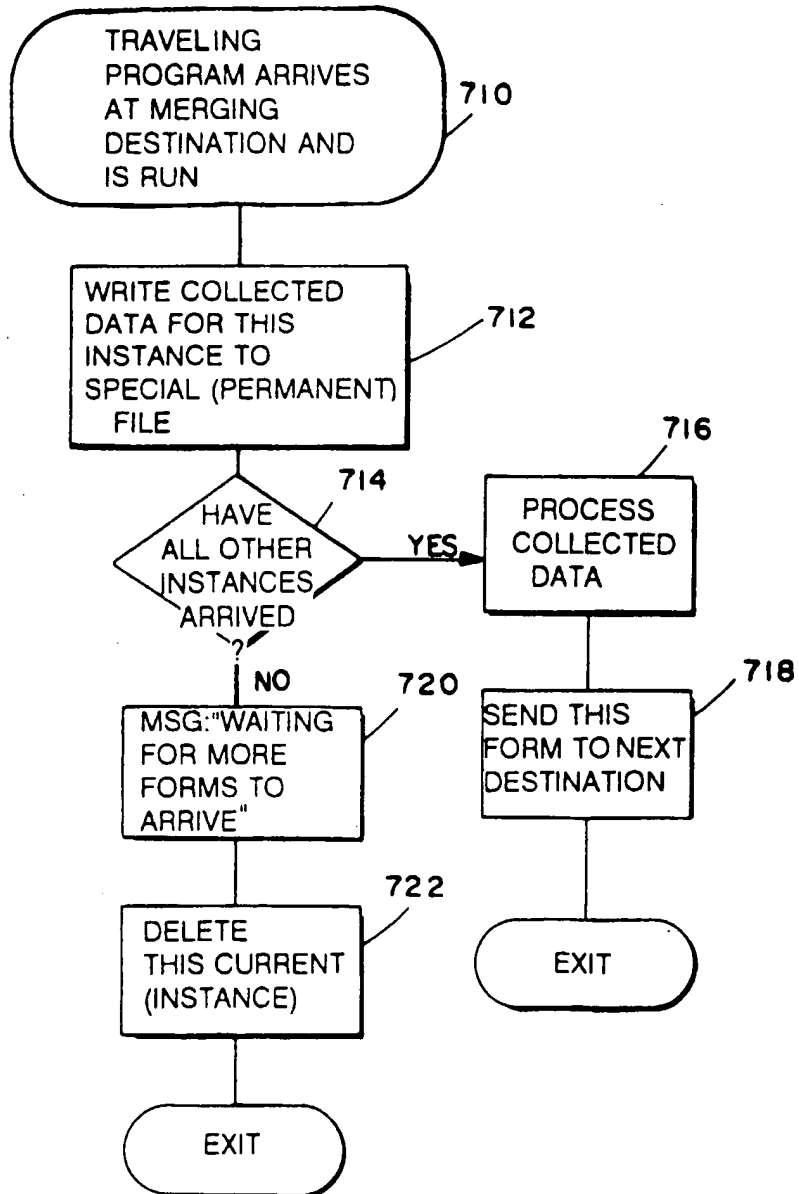 TRAVELING
PROGRAM ARRIVES
AT MERGING
DESTINATION AND
IS RUN
710
WRITE COLLECTED
DATA FOR THIS
INSTANCE TO
SPECIAL (PERMANENT)
FILE
712
HAVE
ALL OTHER
INSTANCES
ARRIVED
?
714
YES
716
PROCESS
COLLECTED
DATA
NO
718
SEND THIS
FORM TO NEXT
DESTINATION
720
MSG:"WAITING
FOR MORE
FORMS TO
ARRIVE"
722
DELETE
THIS CURRENT
(INSTANCE)
EXIT
EXIT